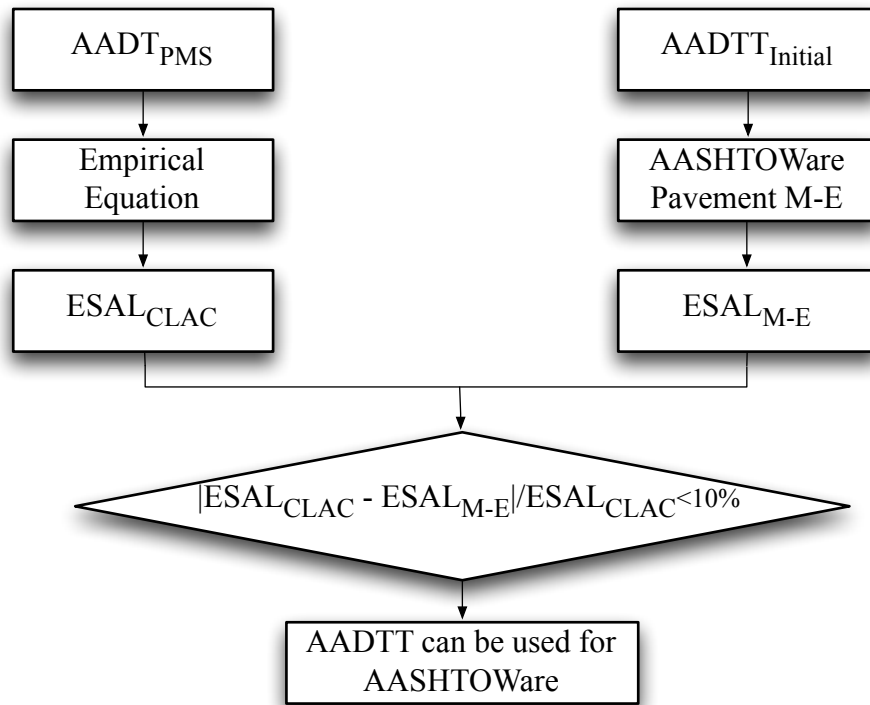 AADT_PMS
AADTT_Initial
Empirical
Equation
AASHTOWare
Pavement M-E
ESAL_CLAC
ESAL_M-E
|ESAL_CLAC - ESAL_M-E|/ESAL_CLAC<10%
AADTT can be used for
AASHTOWare